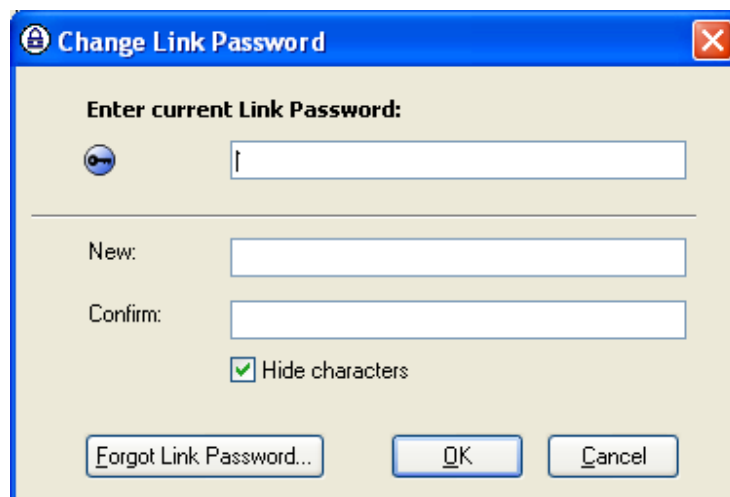 Change Link Password
Enter current Link Password:
New:
Confirm:
Hide characters
Forgot Link Password... OK Cancel